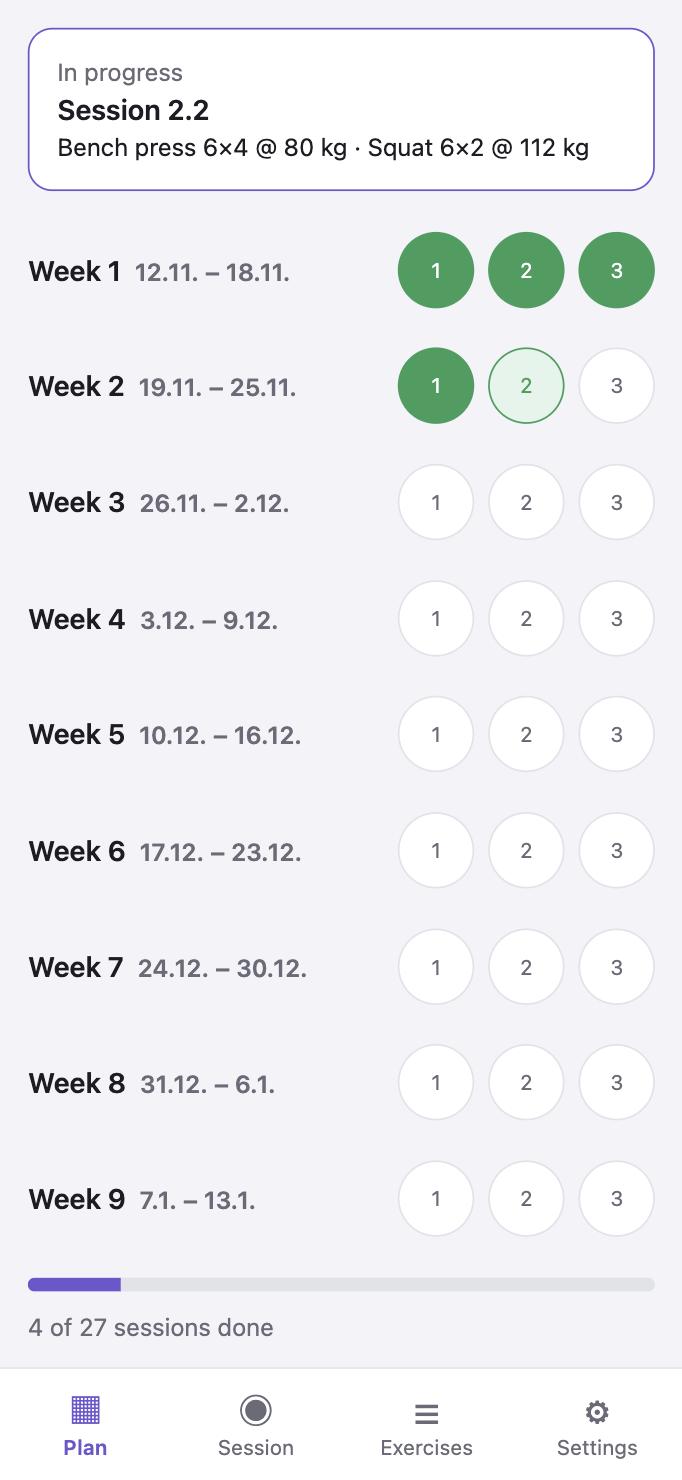 In progress
Session 2.2
Bench press 6×4 @ 80 kg · Squat 6×2 @ 112 kg
Week 1 12.11. – 18.11. 1 2 3
Week 2 19.11. – 25.11. 1 2 3
Week 3 26.11. – 2.12. 1 2 3
Week 4 3.12. – 9.12. 1 2 3
Week 5 10.12. – 16.12. 1 2 3
Week 6 17.12. – 23.12. 1 2 3
Week 7 24.12. – 30.12. 1 2 3
Week 8 31.12. – 6.1. 1 2 3
Week 9 7.1. – 13.1. 1 2 3
4 of 27 sessions done
Plan Session Exercises Settings